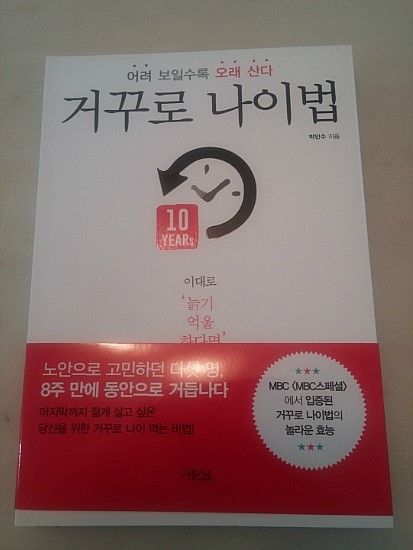 어려 보일수록 오래 산다
거꾸로 나이법
박민수 지음
10
YEARs
이대로
'늙기
억울
하다면'
노안으로 고민하던 다섯 명,
8주 만에 동안으로 거듭나다
마지막까지 젊게 살고 싶은
당신을 위한 거꾸로 나이 먹는 비법!
MBC 〈MBC스페셜〉
에서 입증된
거꾸로 나이법의
놀라운 효능